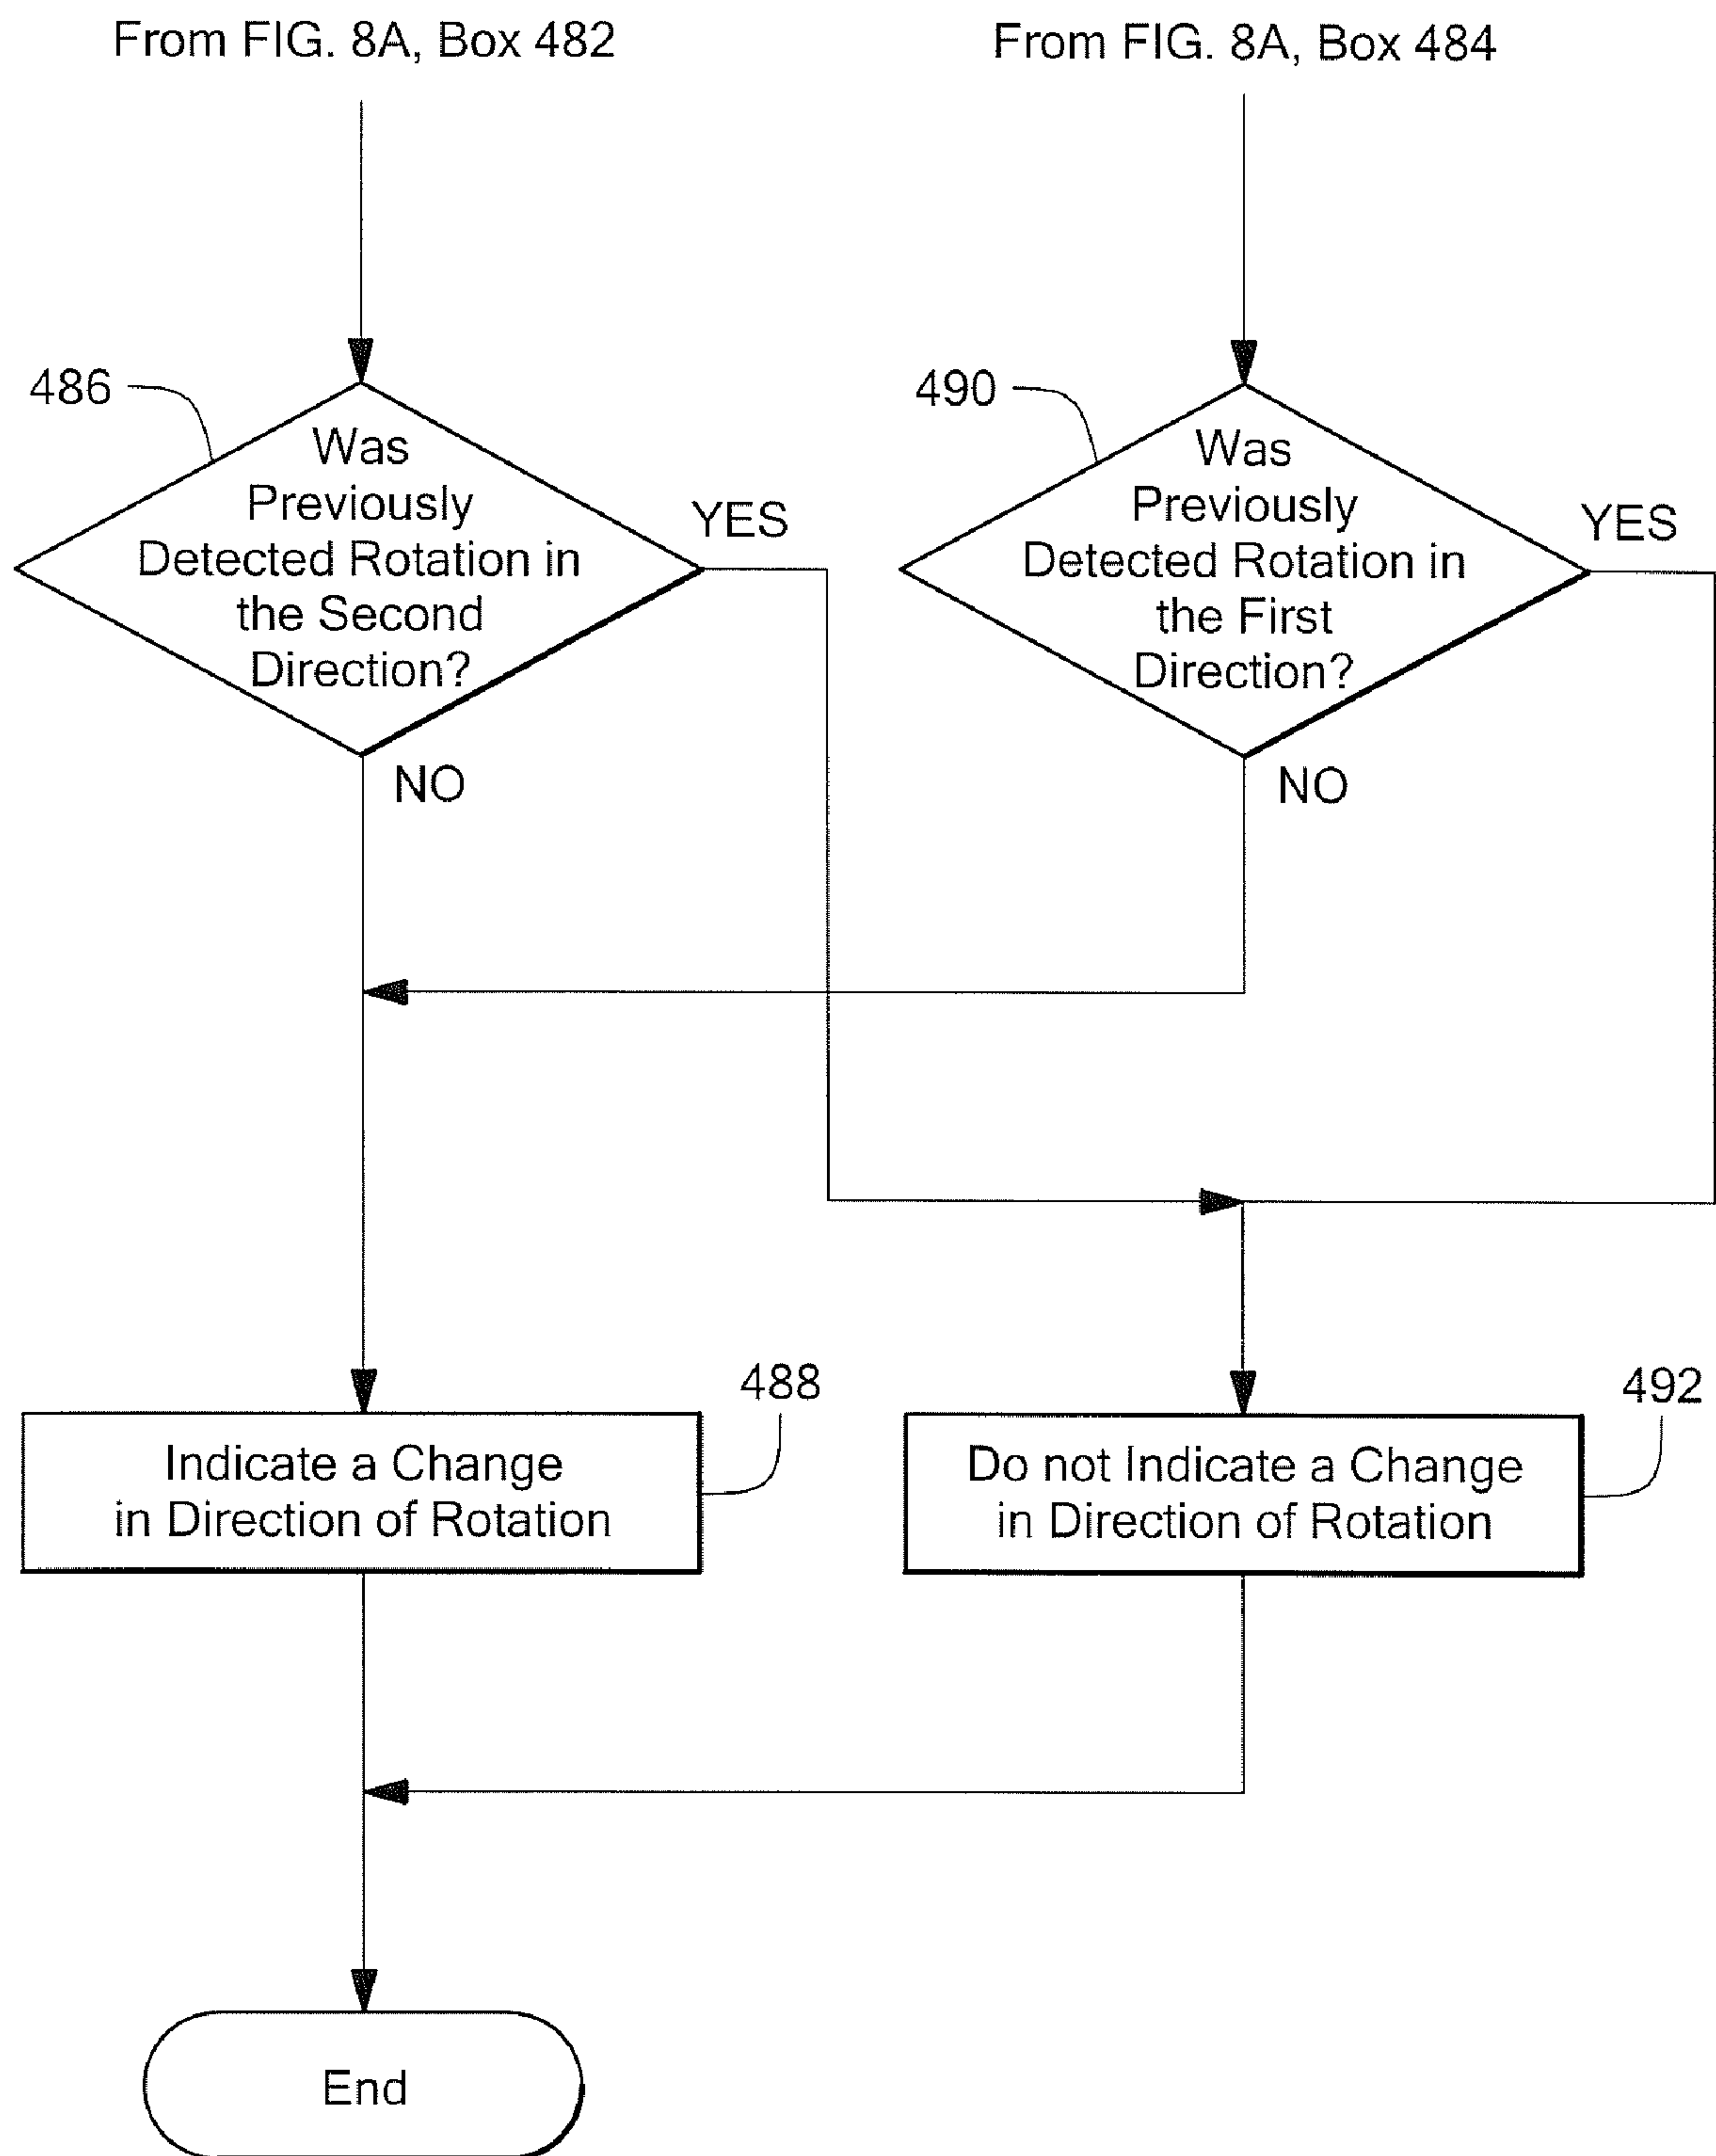 From FIG. 8A, Box 482
From FIG. 8A, Box 484
486
Was
Previously
Detected Rotation in
the Second
Direction?
YES
NO
490
Was
Previously
Detected Rotation in
the First
Direction?
YES
NO
488
Indicate a Change
in Direction of Rotation
492
Do not Indicate a Change
in Direction of Rotation
End